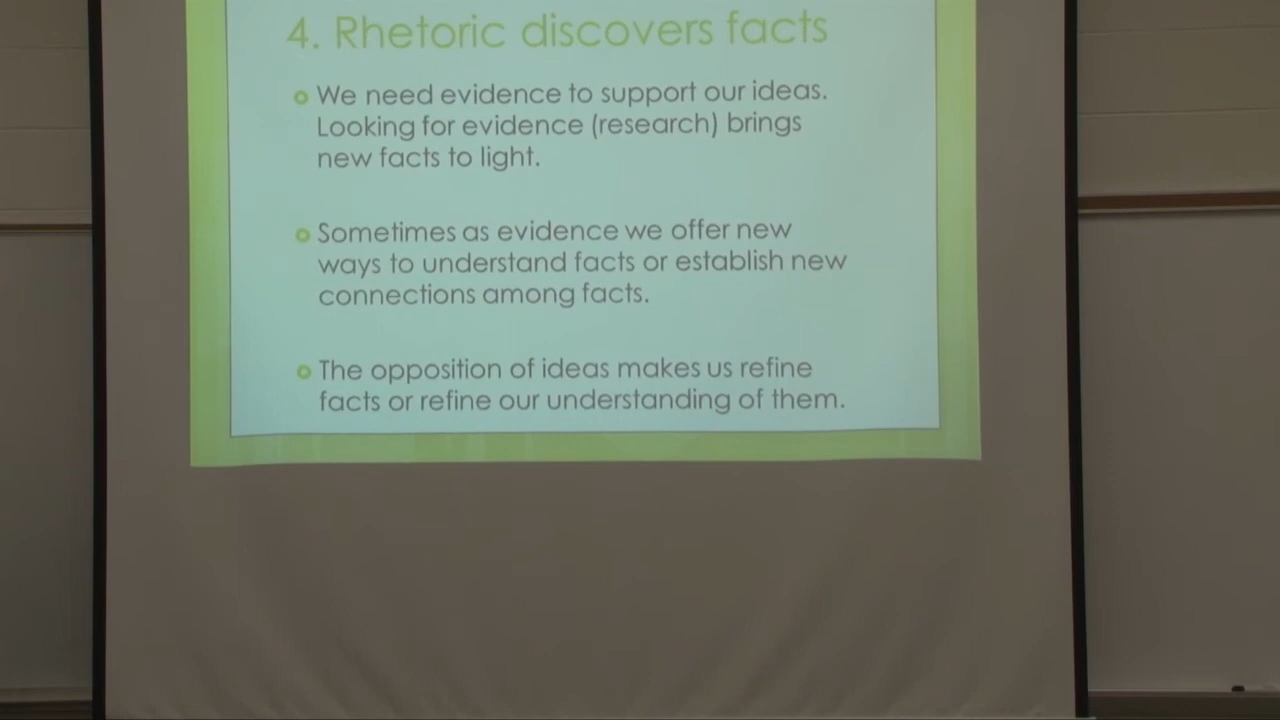 4. Rhetoric discovers facts
We need evidence to support our ideas.
Looking for evidence (research) brings
new facts to light.
Sometimes as evidence we offer new
ways to understand facts or establish new
connections among facts.
The opposition of ideas makes us refine
facts or refine our understanding of them.